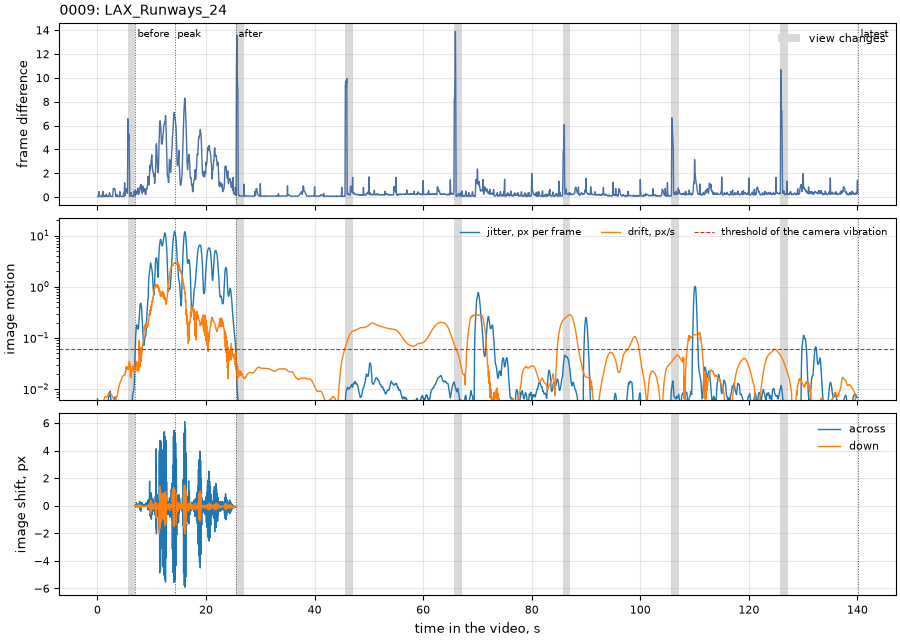 0009: LAX_Runways_24
before peak after latest
view changes
14
12
10
8
6
4
2
0
frame difference
jitter, px per frame drift, px/s threshold of the camera vibration
10¹
10⁰
10⁻¹
10⁻²
image motion
across
down
6
4
2
0
−2
−4
−6
image shift, px
0 20 40 60 80 100 120 140
time in the video, s